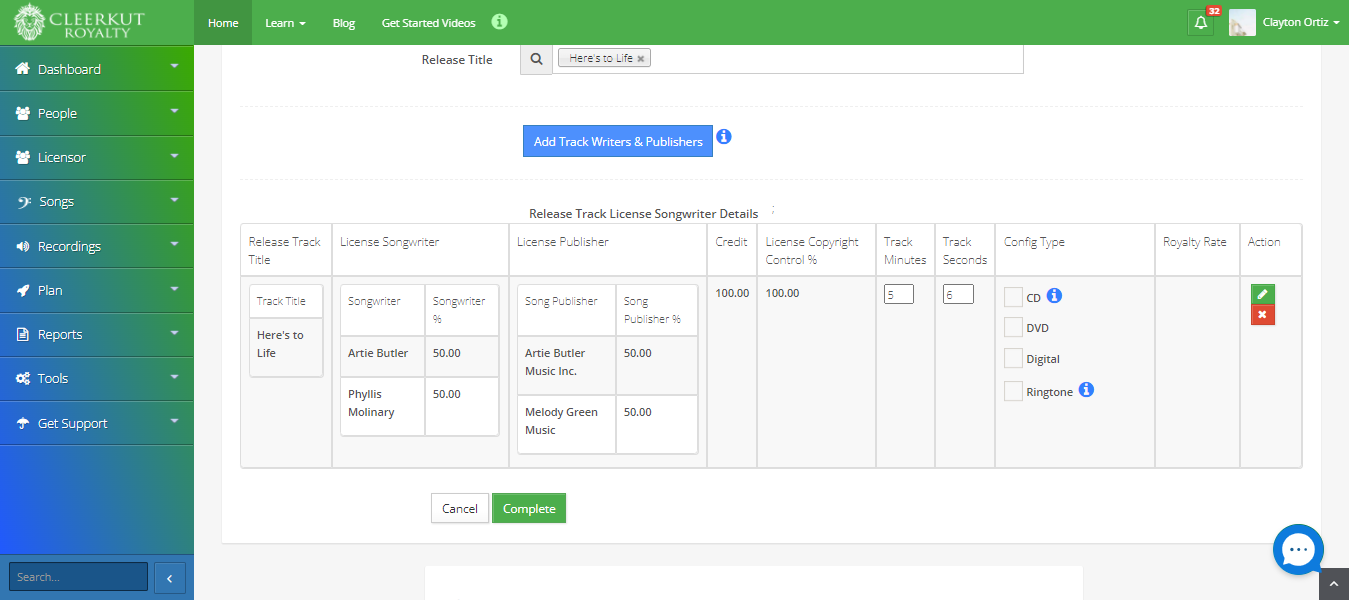 CLEERKUT
ROYALTY
Home
Learn
Blog
Get Started Videos
32
Clayton Ortiz
Dashboard
People
Licensor
Songs
Recordings
Plan
Reports
Tools
Get Support
Search...
Release Title
Here's to Life ×
Add Track Writers & Publishers
Release Track License Songwriter Details ;
Release Track
Title
License Songwriter
License Publisher
Credit
License Copyright
Control %
Track
Minutes
Track
Seconds
Config Type
Royalty Rate
Action
Track Title
Here's to
Life
Songwriter
Songwriter
%
Artie Butler
50.00
Phyllis
Molinary
50.00
Song Publisher
Song
Publisher %
Artie Butler
Music Inc.
50.00
Melody Green
Music
50.00
100.00
100.00
5
6
CD
DVD
Digital
Ringtone
Cancel
Complete